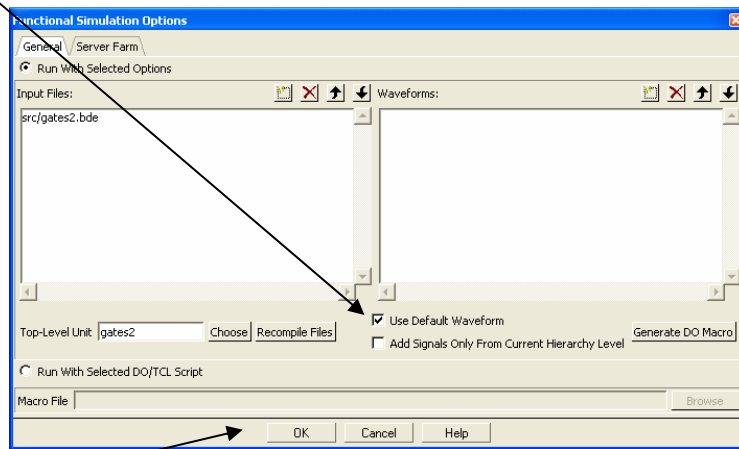 Functional Simulation Options
General Server Farm
Run With Selected Options
Input Files: Waveforms:
src/gates2.bde
Top-Level Unit gates2 Choose Recompile Files
Use Default Waveform
Add Signals Only From Current Hierarchy Level
Generate DO Macro
Run With Selected DO/TCL Script
Macro File Browse
OK Cancel Help